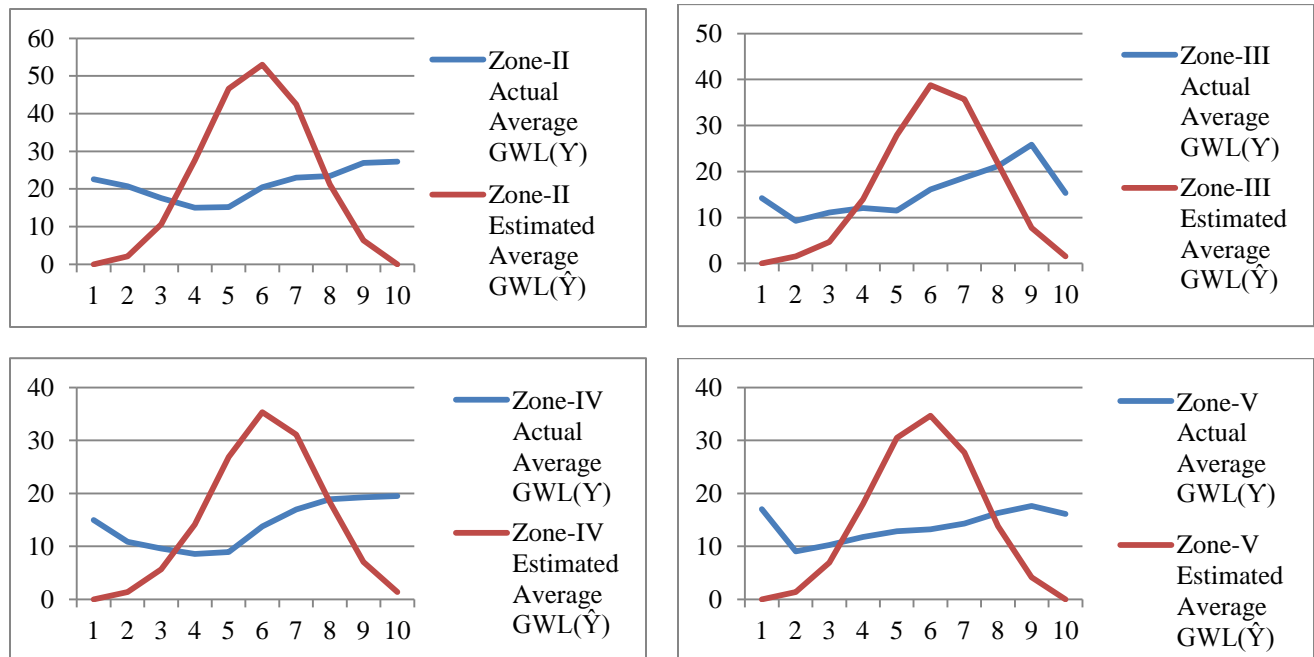 60
50
40
30
20
10
0
1 2 3 4 5 6 7 8 9 10
Zone-II
Actual
Average
GWL(Y)
Zone-II
Estimated
Average
GWL(Ŷ)
50
40
30
20
10
0
1 2 3 4 5 6 7 8 9 10
Zone-III
Actual
Average
GWL(Y)
Zone-III
Estimated
Average
GWL(Ŷ)
40
30
20
10
0
1 2 3 4 5 6 7 8 9 10
Zone-IV
Actual
Average
GWL(Y)
Zone-IV
Estimated
Average
GWL(Ŷ)
40
30
20
10
0
1 2 3 4 5 6 7 8 9 10
Zone-V
Actual
Average
GWL(Y)
Zone-V
Estimated
Average
GWL(Ŷ)